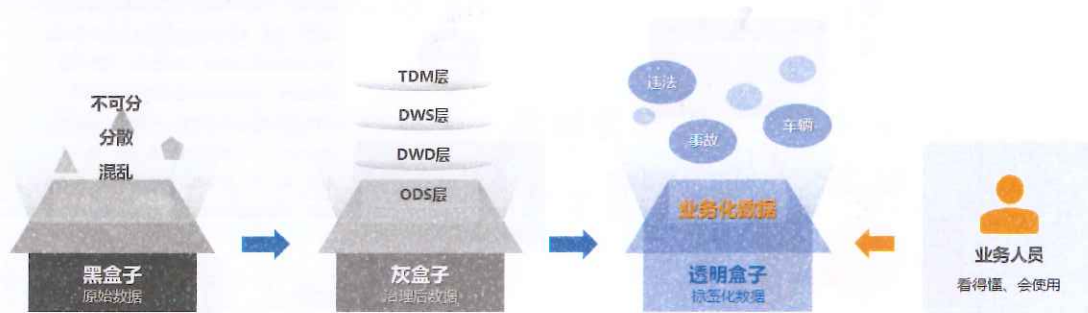 不可分
分散
混乱
黑盒子
原始数据
TDM层
DWS层
DWD层
ODS层
灰盒子
治理后数据
违法
事故
车辆
业务化数据
透明盒子
标签化数据
业务人员
看得懂、会使用